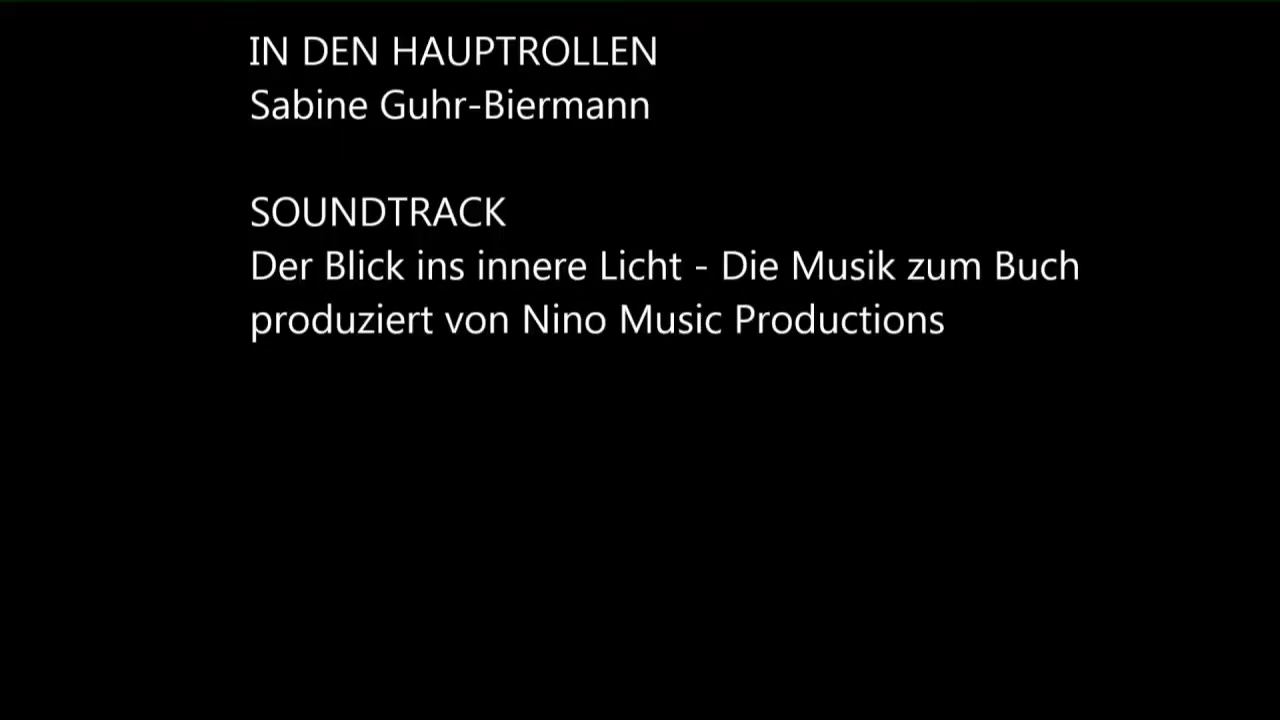 IN DEN HAUPTROLLEN
Sabine Guhr-Biermann
SOUNDTRACK
Der Blick ins innere Licht - Die Musik zum Buch
produziert von Nino Music Productions